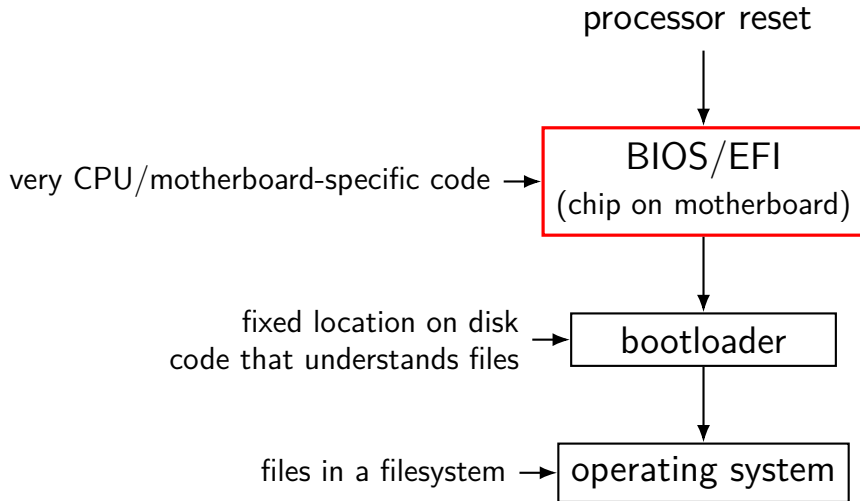 processor reset
BIOS/EFI
(chip on motherboard)
very CPU/motherboard-specific code
fixed location on disk
code that understands files
bootloader
files in a filesystem
operating system